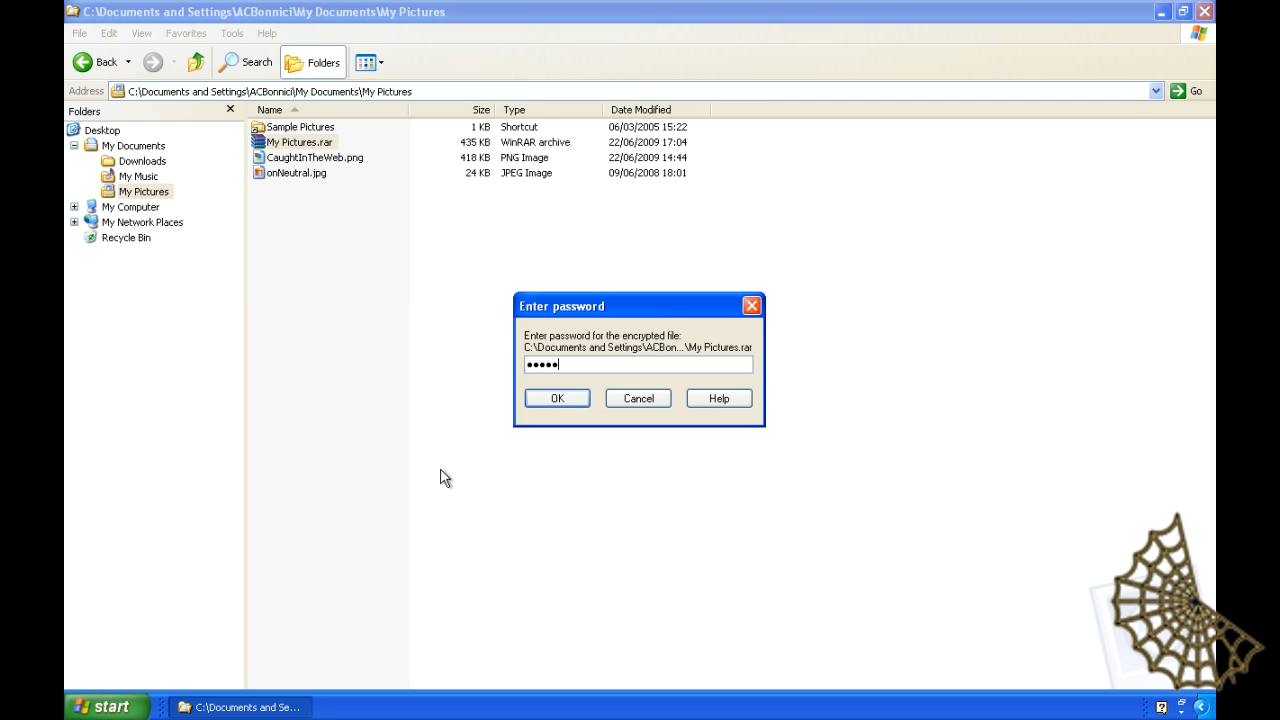 C:\Documents and Settings\ACBonnici\My Documents\My Pictures
File Edit View Favorites Tools Help
Back Search Folders
Address C:\Documents and Settings\ACBonnici\My Documents\My Pictures Go
Folders
Desktop
My Documents
Downloads
My Music
My Pictures
My Computer
My Network Places
Recycle Bin
Name Size Type Date Modified
Sample Pictures 1 KB Shortcut 06/03/2005 15:22
My Pictures.rar 435 KB WinRAR archive 22/06/2009 17:04
CaughtInTheWeb.png 418 KB PNG Image 22/06/2009 14:44
onNeutral.jpg 24 KB JPEG Image 09/06/2008 18:01
Enter password
Enter password for the encrypted file:
C:\Documents and Settings\ACBon...\My Pictures.rar
●●●●●
OK Cancel Help
start C:\Documents and Se...